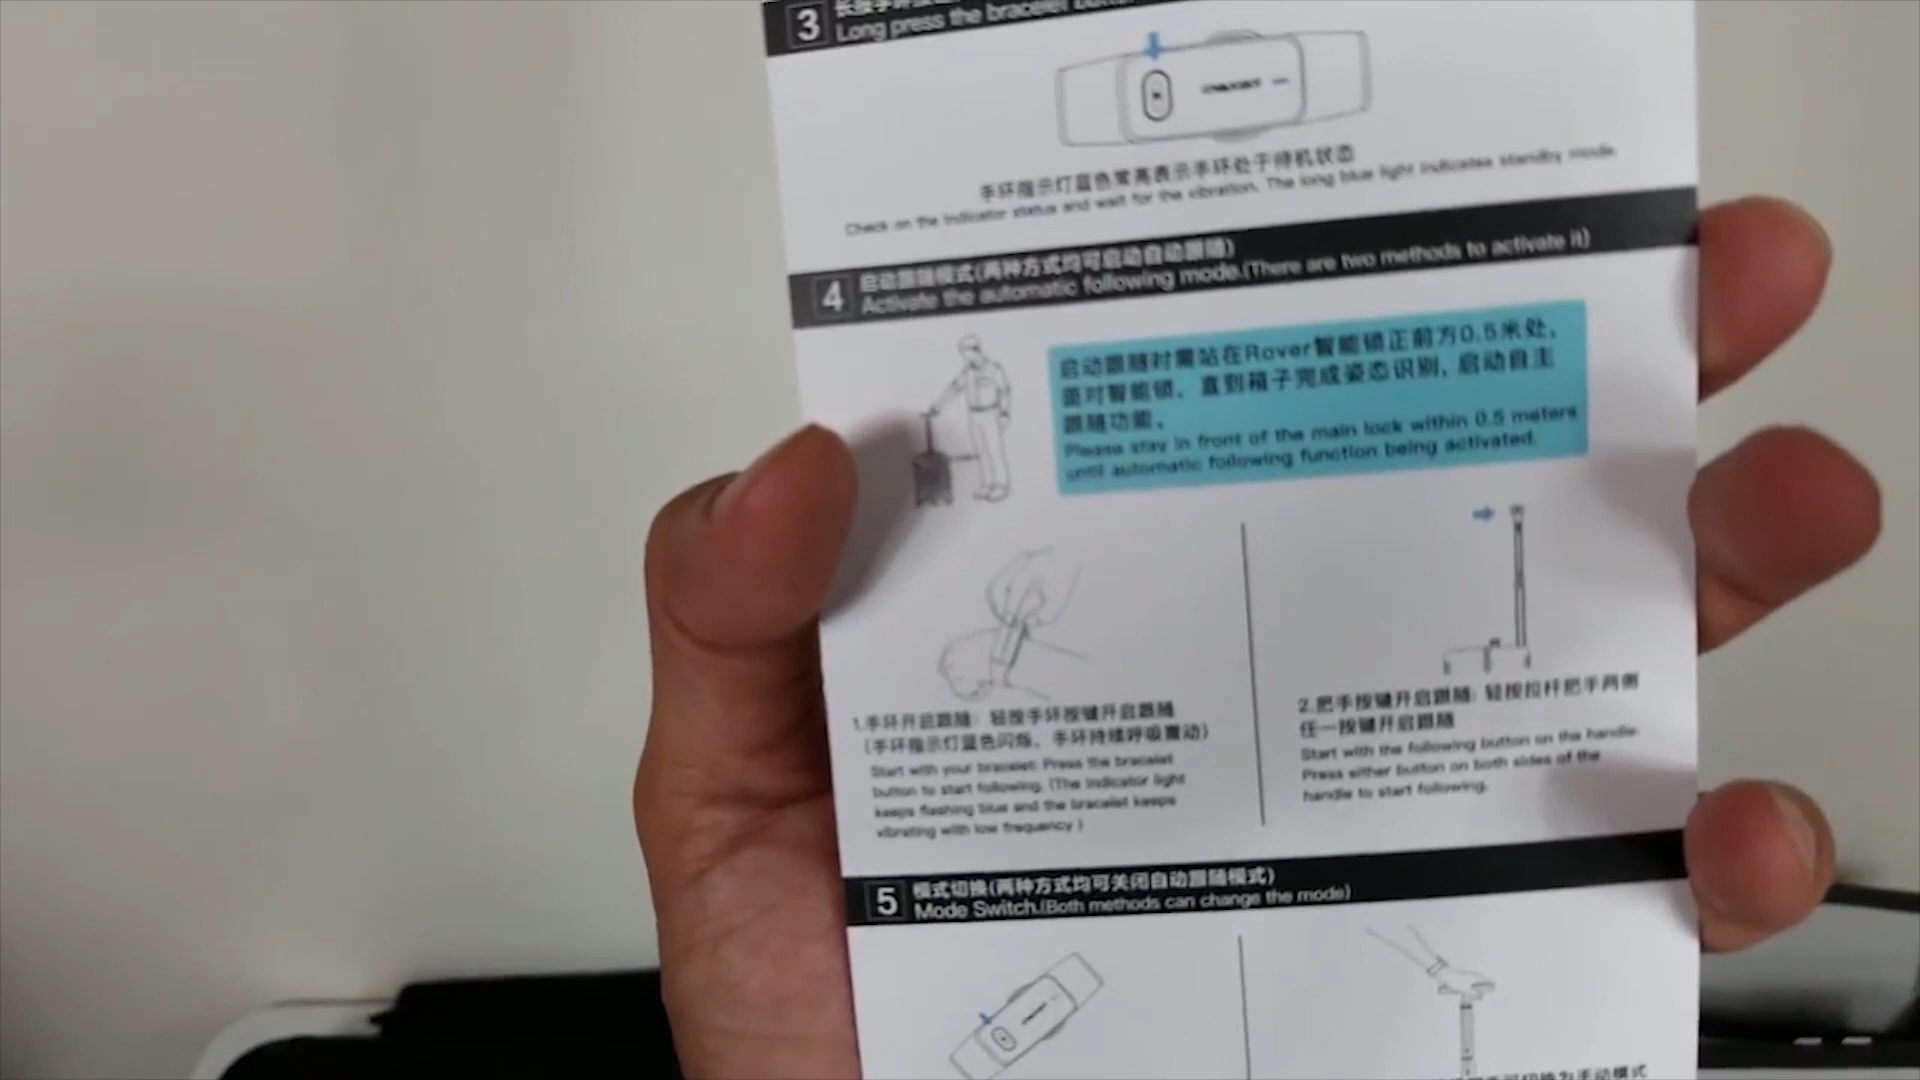 3
长按手环按
Long press the bracelet
手环指示灯蓝色常亮表示手环处于待机状态
Check on the indicator status and wait for the vibration. The long blue light indicates standby mode.
4
启动跟随模式(两种方式均可启动自动跟随)
Activate the automatic following mode.(There are two methods to activate it)
启动跟随时需站在Rover智能锁正前方0.5米处,
面对智能锁, 直到箱子完成姿态识别, 启动自主
跟随功能。
Please stay in front of the main lock within 0.5 meters
until automatic following function being activated.
1.手环开启跟随: 轻按手环按键开启跟随
(手环指示灯蓝色闪烁, 手环持续呼吸震动)
Start with your bracelet: Press the bracelet
button to start following. (The indicator light
keeps flashing blue and the bracelet keeps
vibrating with low frequency)
2.把手按键开启跟随: 轻按拉杆把手两侧
任一按键开启跟随
Start with the following button on the handle:
Press either button on both sides of the
handle to start following.
5
模式切换(两种方式均可关闭自动跟随模式)
Mode Switch.(Both methods can change the mode)
切换为手动模式